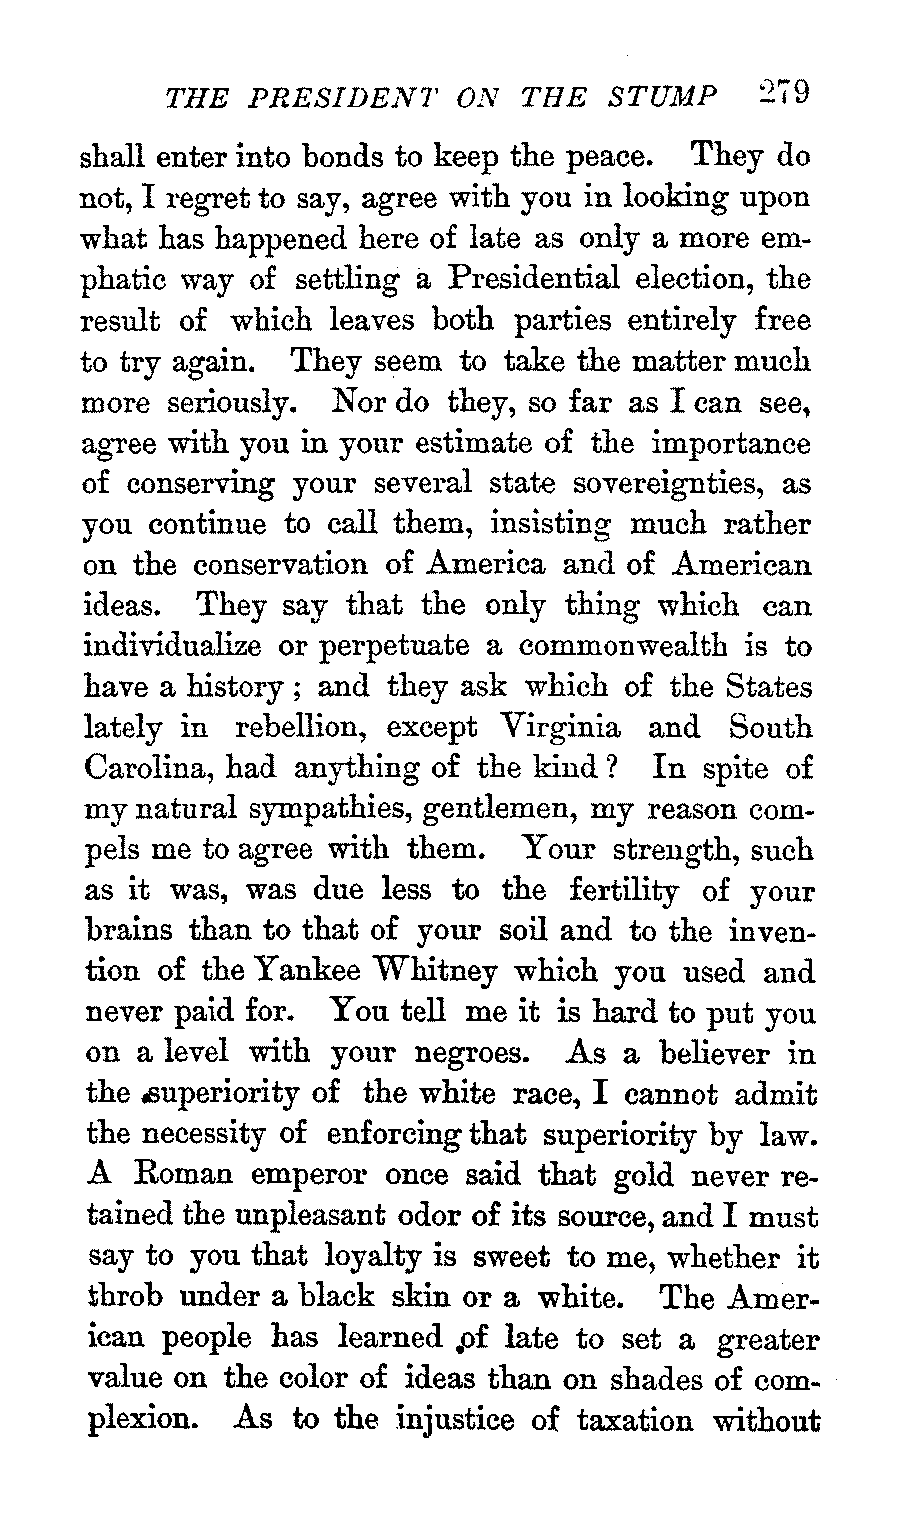 THE PRESIDENT ON THE STUMP 279
shall enter into bonds to keep the peace. They do
not, I regret to say, agree with you in looking upon
what has happened here of late as only a more em-
phatic way of settling a Presidential election, the
result of which leaves both parties entirely free
to try again. They seem to take the matter much
more seriously. Nor do they, so far as I can see,
agree with you in your estimate of the importance
of conserving your several state sovereignties, as
you continue to call them, insisting much rather
on the conservation of America and of American
ideas. They say that the only thing which can
individualize or perpetuate a commonwealth is to
have a history ; and they ask which of the States
lately in rebellion, except Virginia and South
Carolina, had anything of the kind ? In spite of
my natural sympathies, gentlemen, my reason com-
pels me to agree with them. Your strength, such
as it was, was due less to the fertility of your
brains than to that of your soil and to the inven-
tion of the Yankee Whitney which you used and
never paid for. You tell me it is hard to put you
on a level with your negroes. As a believer in
the superiority of the white race, I cannot admit
the necessity of enforcing that superiority by law.
A Roman emperor once said that gold never re-
tained the unpleasant odor of its source, and I must
say to you that loyalty is sweet to me, whether it
throb under a black skin or a white. The Amer-
ican people has learned of late to set a greater
value on the color of ideas than on shades of com-
plexion. As to the injustice of taxation without